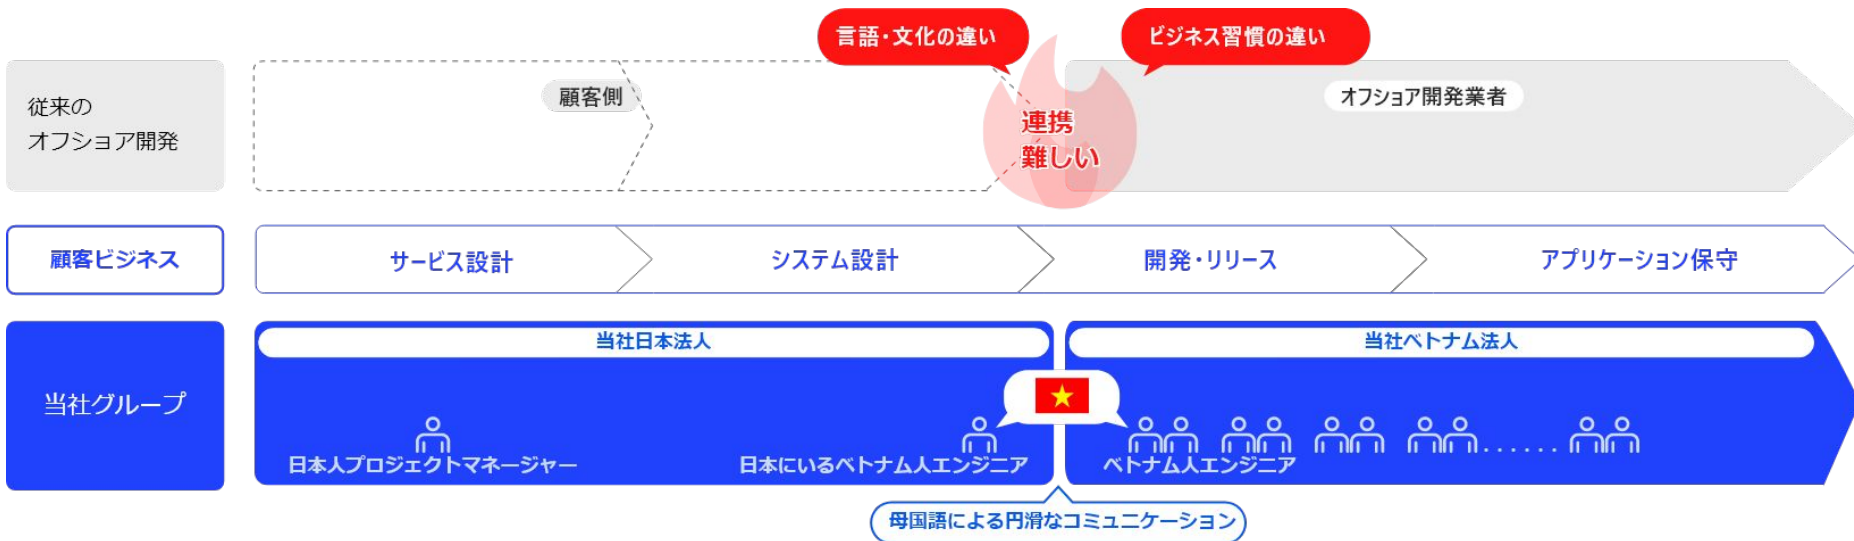 言語・文化の違い
ビジネス習慣の違い
従来の
オフショア開発
顧客側
オフショア開発業者
連携
難しい
顧客ビジネス
サービス設計
システム設計
開発・リリース
アプリケーション保守
当社グループ
当社日本法人
当社ベトナム法人
日本人プロジェクトマネージャー
日本にいるベトナム人エンジニア
ベトナム人エンジニア
......
母国語による円滑なコミュニケーション